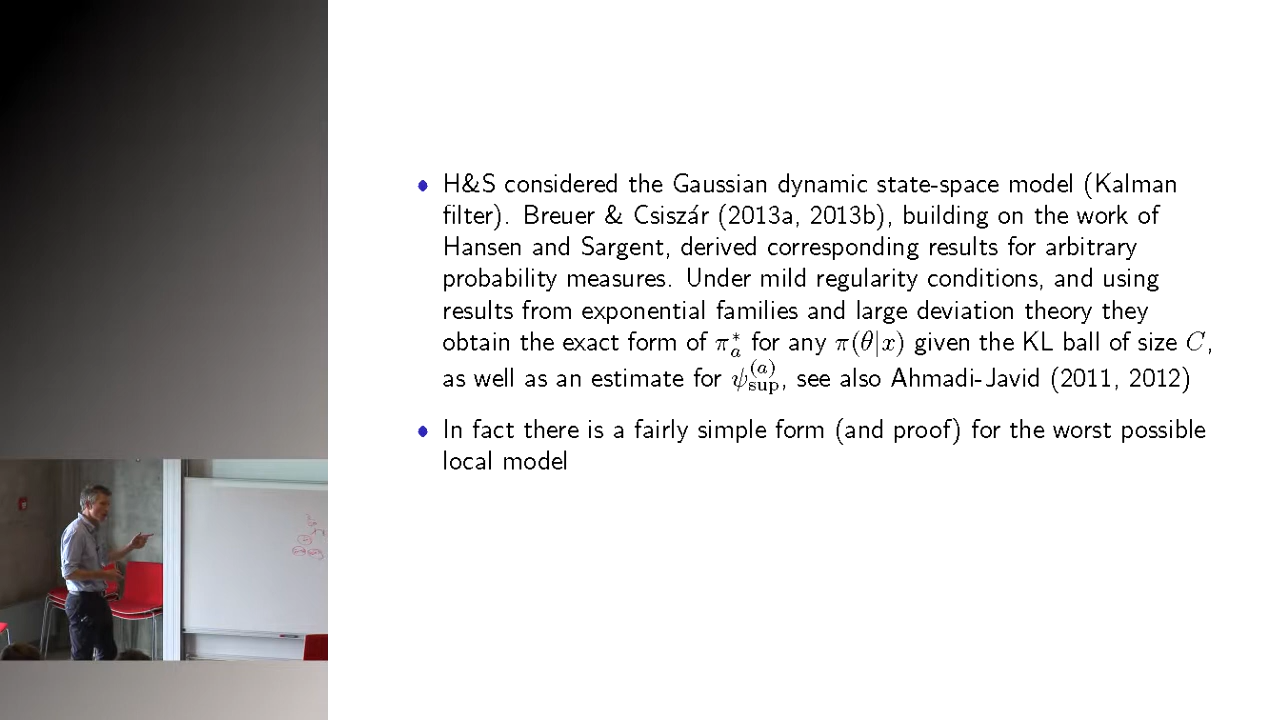 • H&S considered the Gaussian dynamic state-space model (Kalman
filter). Breuer & Csiszár (2013a, 2013b), building on the work of
Hansen and Sargent, derived corresponding results for arbitrary
probability measures. Under mild regularity conditions, and using
results from exponential families and large deviation theory they
obtain the exact form of π*ₐ for any π(θ|x) given the KL ball of size C,
as well as an estimate for ψ_sup^(a), see also Ahmadi-Javid (2011, 2012)
• In fact there is a fairly simple form (and proof) for the worst possible
local model